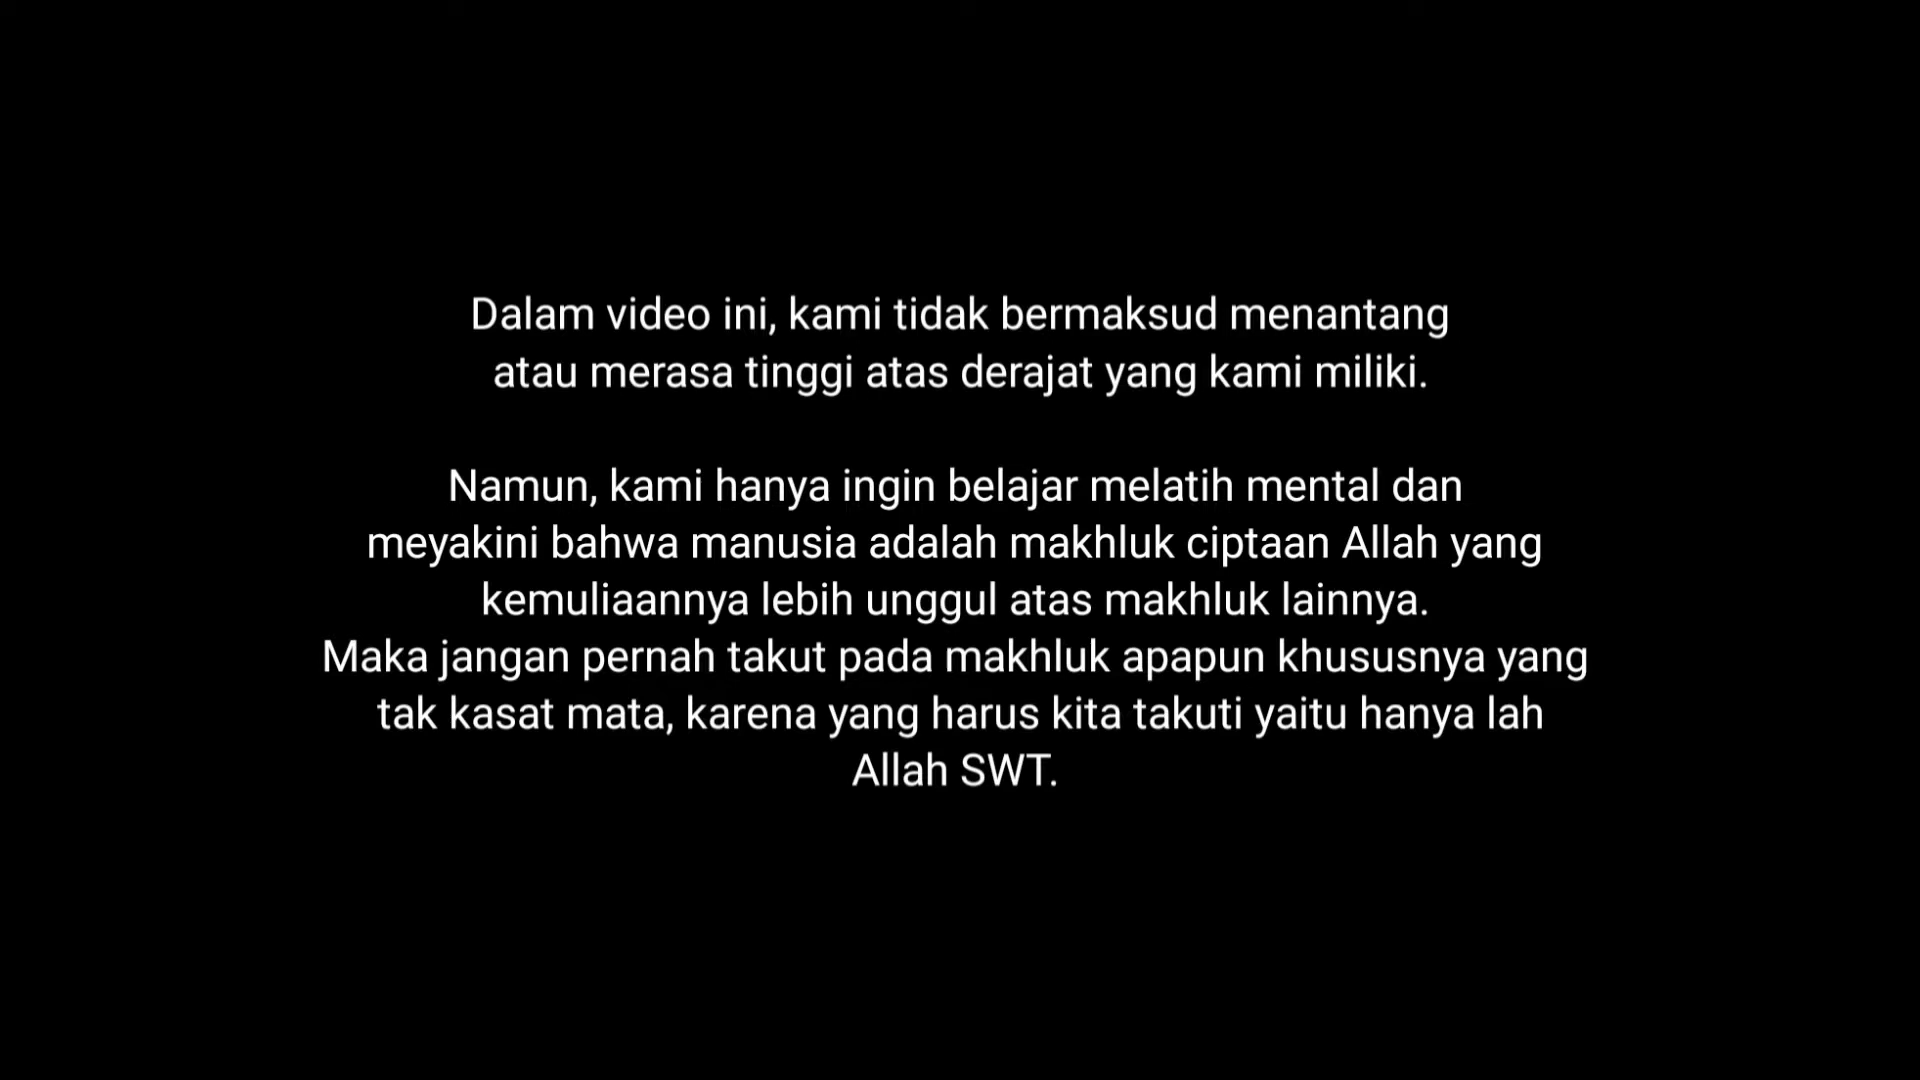 Dalam video ini, kami tidak bermaksud menantang
atau merasa tinggi atas derajat yang kami miliki.
Namun, kami hanya ingin belajar melatih mental dan
meyakini bahwa manusia adalah makhluk ciptaan Allah yang
kemuliaannya lebih unggul atas makhluk lainnya.
Maka jangan pernah takut pada makhluk apapun khususnya yang
tak kasat mata, karena yang harus kita takuti yaitu hanya lah
Allah SWT.